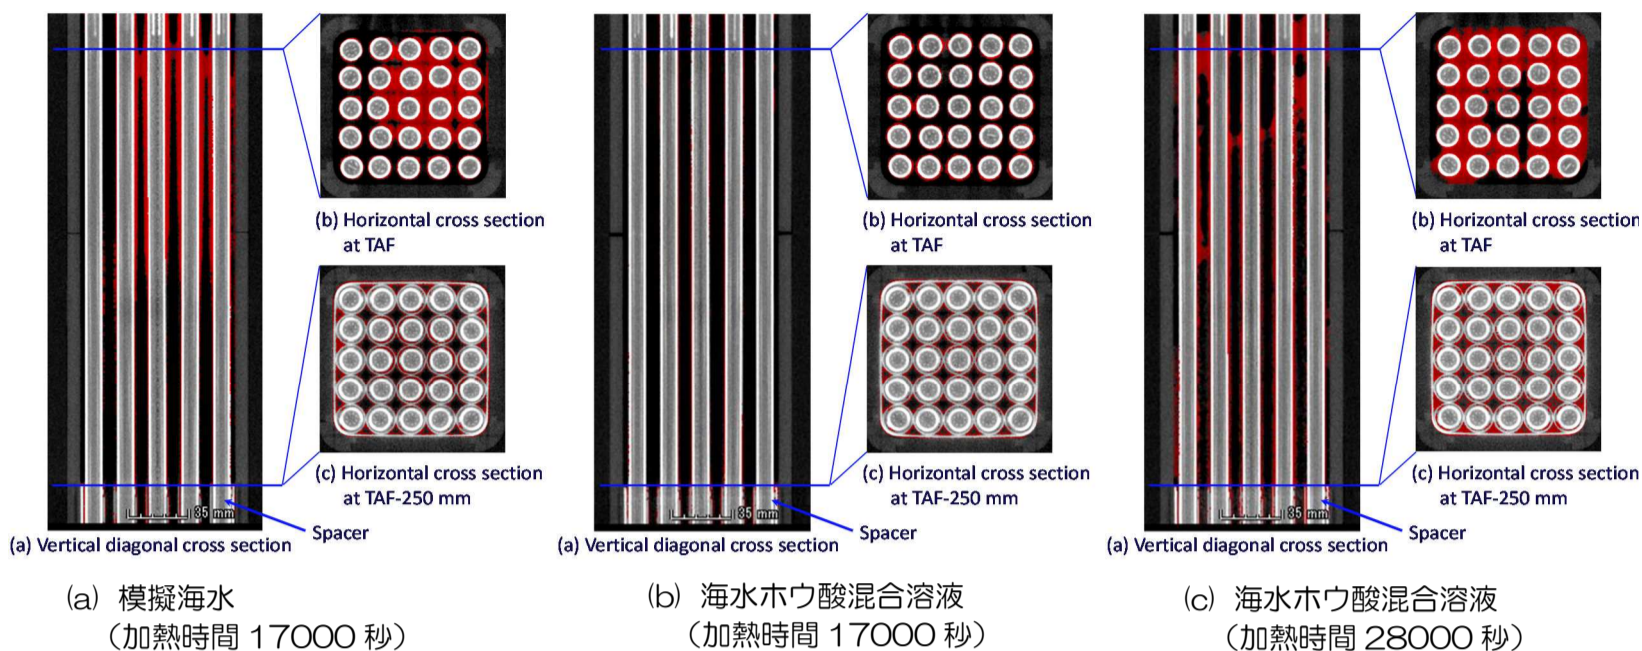 (b) Horizontal cross section
at TAF
(c) Horizontal cross section
at TAF-250 mm
35 mm
Spacer
(a) Vertical diagonal cross section
(a) 模擬海水
(加熱時間 17000 秒)
(b) Horizontal cross section
at TAF
(c) Horizontal cross section
at TAF-250 mm
35 mm
Spacer
(a) Vertical diagonal cross section
(b) 海水ホウ酸混合溶液
(加熱時間 17000 秒)
(b) Horizontal cross section
at TAF
(c) Horizontal cross section
at TAF-250 mm
35 mm
Spacer
(a) Vertical diagonal cross section
(c) 海水ホウ酸混合溶液
(加熱時間 28000 秒)